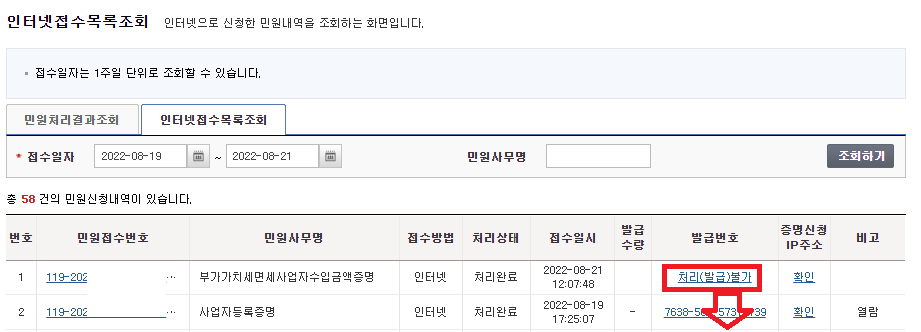 인터넷접수목록조회 인터넷으로 신청한 민원내역을 조회하는 화면입니다.
접수일자는 1주일 단위로 조회할 수 있습니다.
민원처리결과조회 인터넷접수목록조회
* 접수일자 2022-08-19 ~ 2022-08-21 민원사무명 조회하기
총 58 건의 민원신청내역이 있습니다.
번호 민원접수번호 민원사무명 접수방법 처리상태 접수일시 발급수량 발급번호 증명신청 IP주소 비고
1 119-202 ... 부가가치세면세사업자수입금액증명 인터넷 처리완료 2022-08-21 12:07:48 처리(발급)불가 확인
2 119-202 ... 사업자등록증명 인터넷 처리완료 2022-08-19 17:25:07 - 7638-56 확인 열람